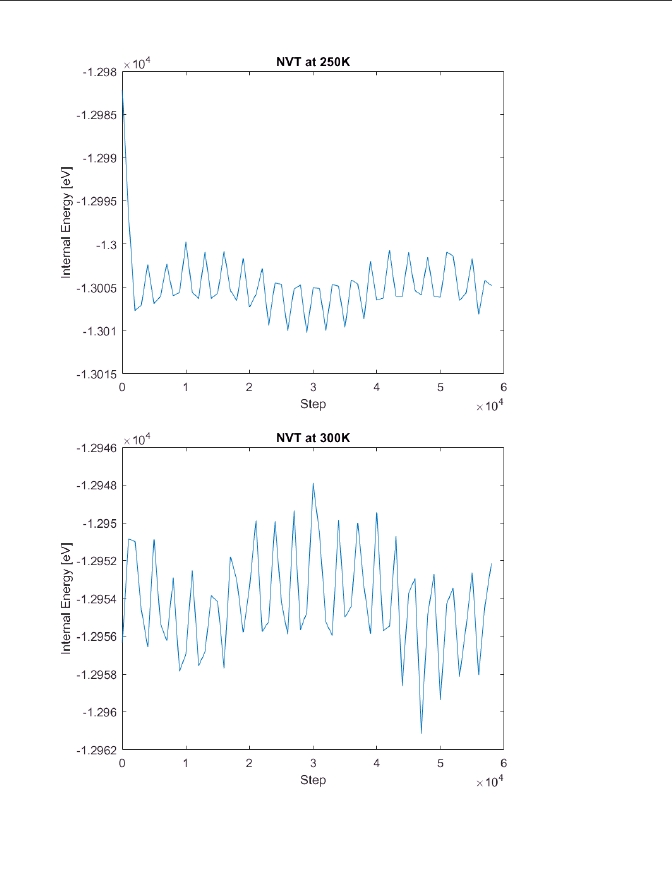 NVT at 250K
×10⁴
-1.298
-1.2985
-1.299
-1.2995
-1.3
-1.3005
-1.301
-1.3015
Internal Energy [eV]
0 1 2 3 4 5 6
Step
×10⁴
NVT at 300K
×10⁴
-1.2946
-1.2948
-1.295
-1.2952
-1.2954
-1.2956
-1.2958
-1.296
-1.2962
Internal Energy [eV]
0 1 2 3 4 5 6
Step
×10⁴